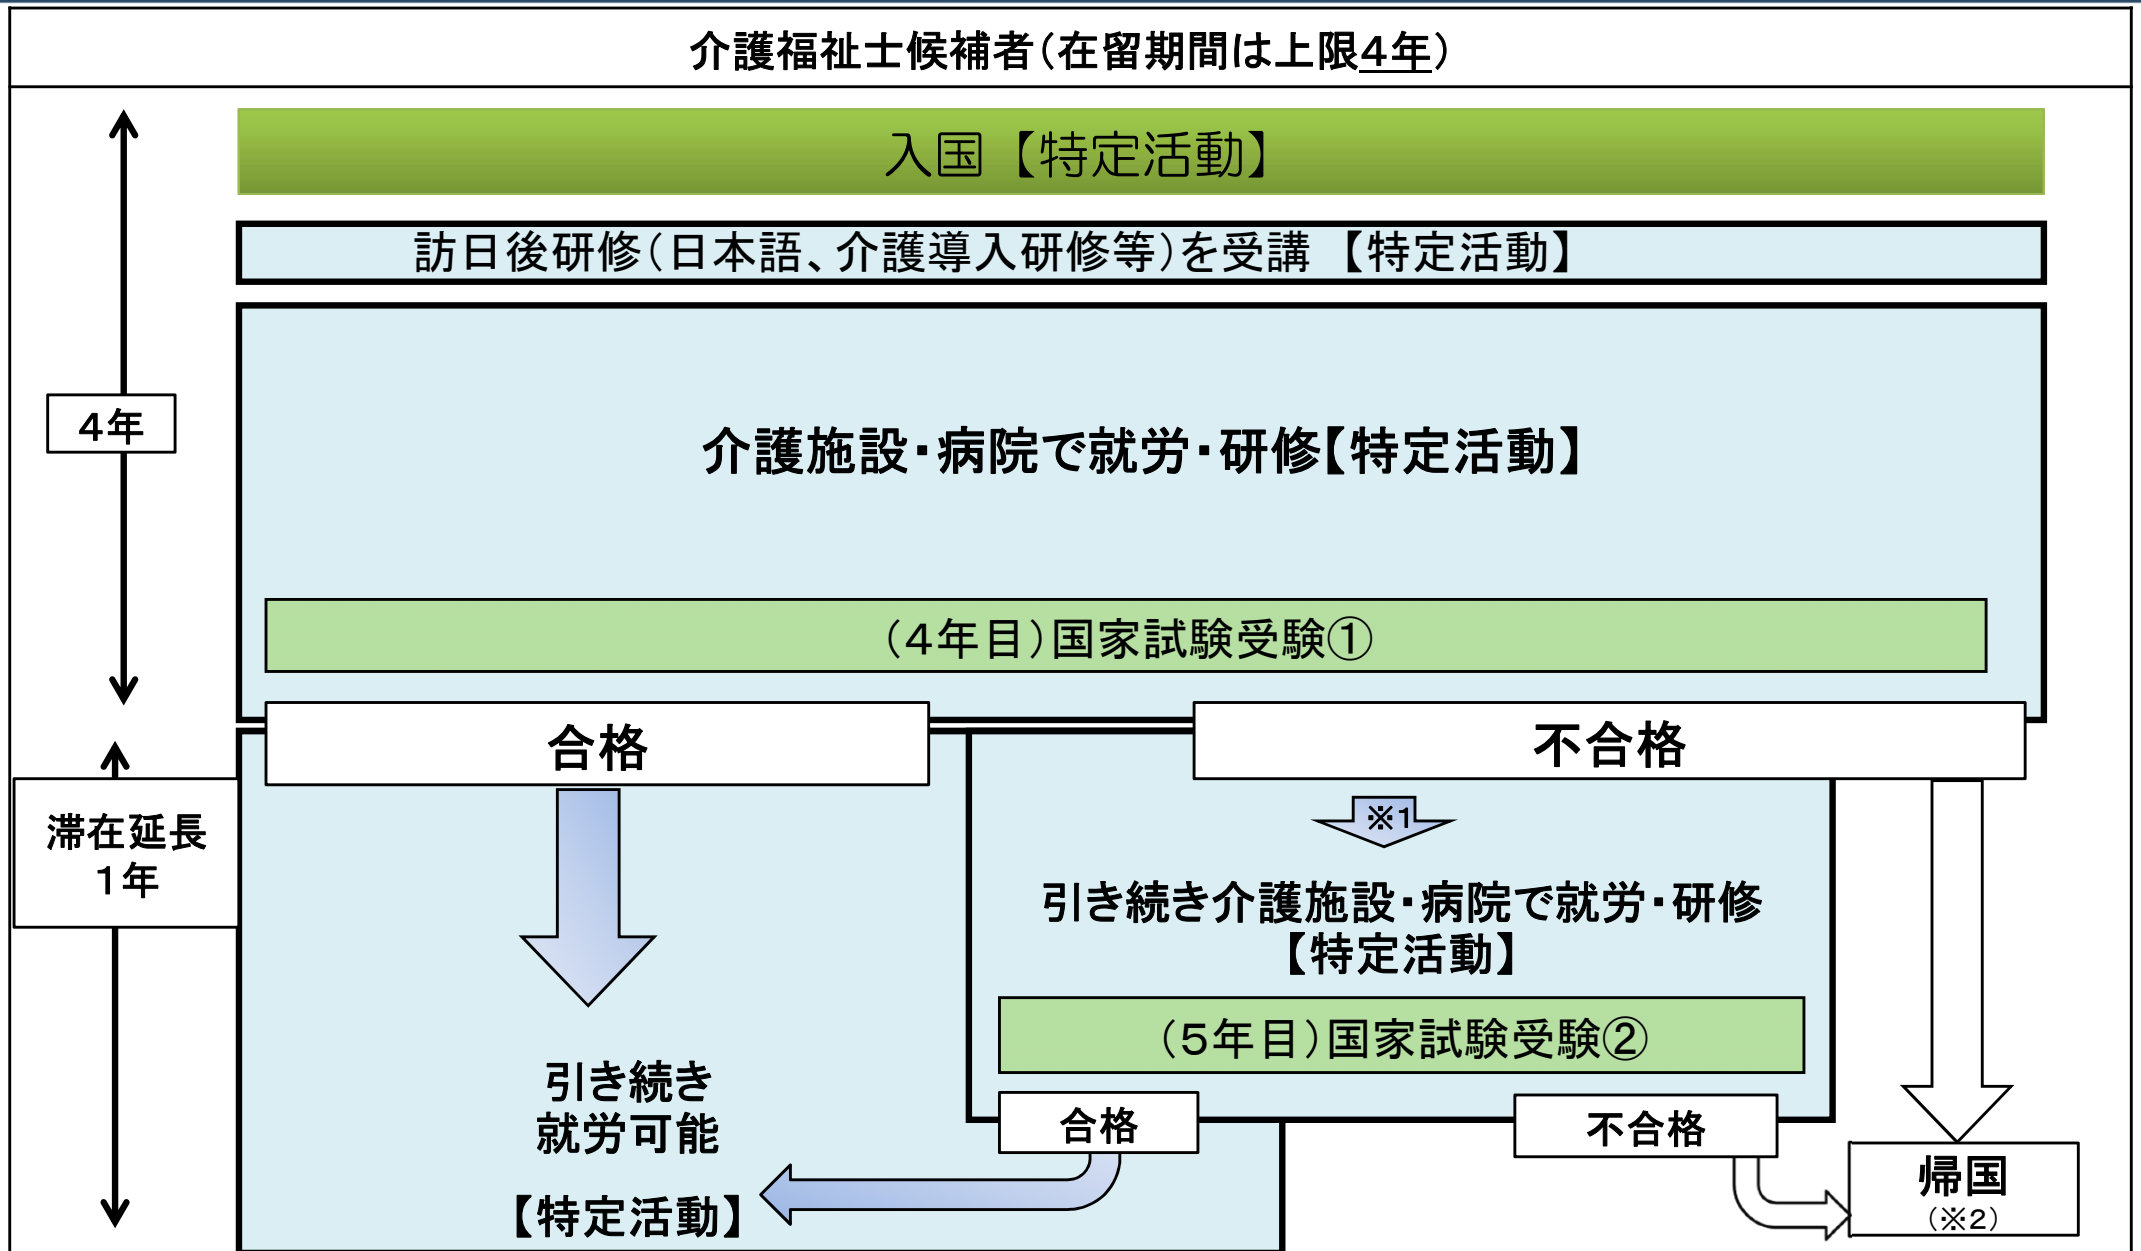 介護福祉士候補者(在留期間は上限4年)
入国【特定活動】
訪日後研修(日本語、介護導入研修等)を受講 【特定活動】
4年
介護施設・病院で就労・研修【特定活動】
(4年目)国家試験受験①
合格
不合格
滞在延長
1年
※1
引き続き介護施設・病院で就労・研修
【特定活動】
(5年目)国家試験受験②
引き続き
就労可能
【特定活動】
合格
不合格
帰国
(※2)